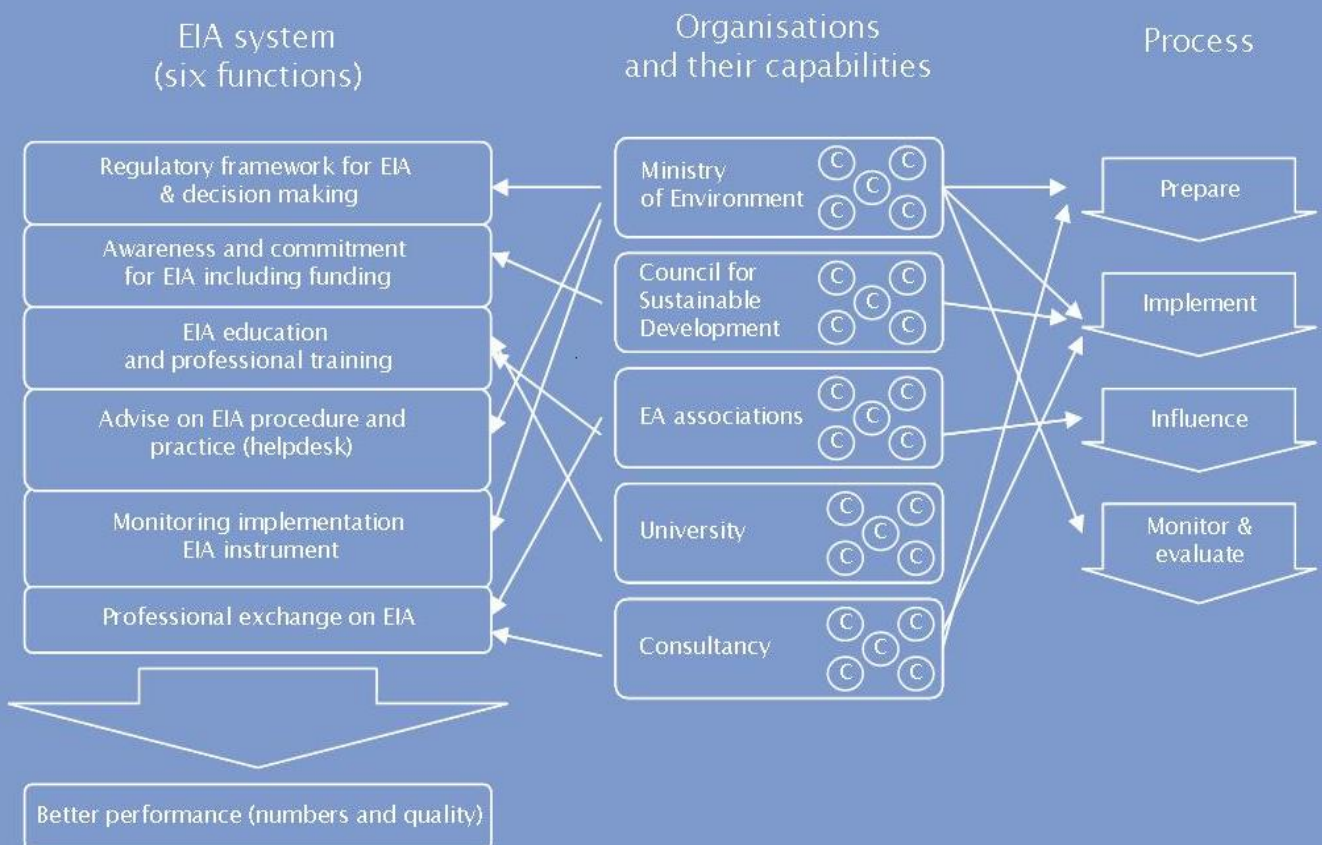 EIA system
(six functions)
Organisations
and their capabilities
Process
Regulatory framework for EIA
& decision making
Awareness and commitment
for EIA including funding
EIA education
and professional training
Advise on EIA procedure and
practice (helpdesk)
Monitoring implementation
EIA instrument
Professional exchange on EIA
Better performance (numbers and quality)
Ministry
of Environment
C C
C
C C
Council for
Sustainable
Development
C C
C
C C
EA associations
C C
C
C C
University
C C
C
C C
Consultancy
C C
C
C C
Prepare
Implement
Influence
Monitor &
evaluate